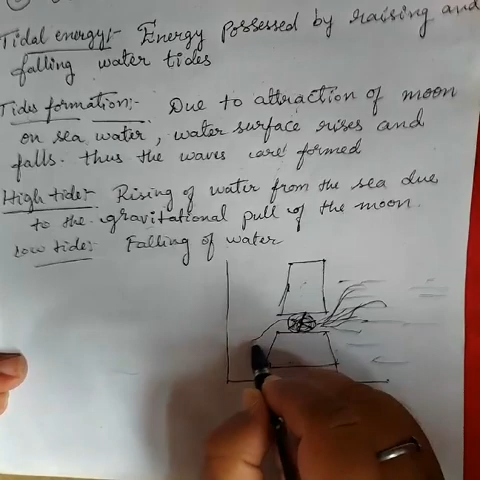 Tidal energy:- Energy possessed by raising and
falling water tides
Tides formation:- Due to attraction of moon
on sea water, water surface rises and
falls. thus the waves are formed
High tide:- Rising of water from the sea due
to the gravitational pull of the moon.
Low tide:- Falling of water